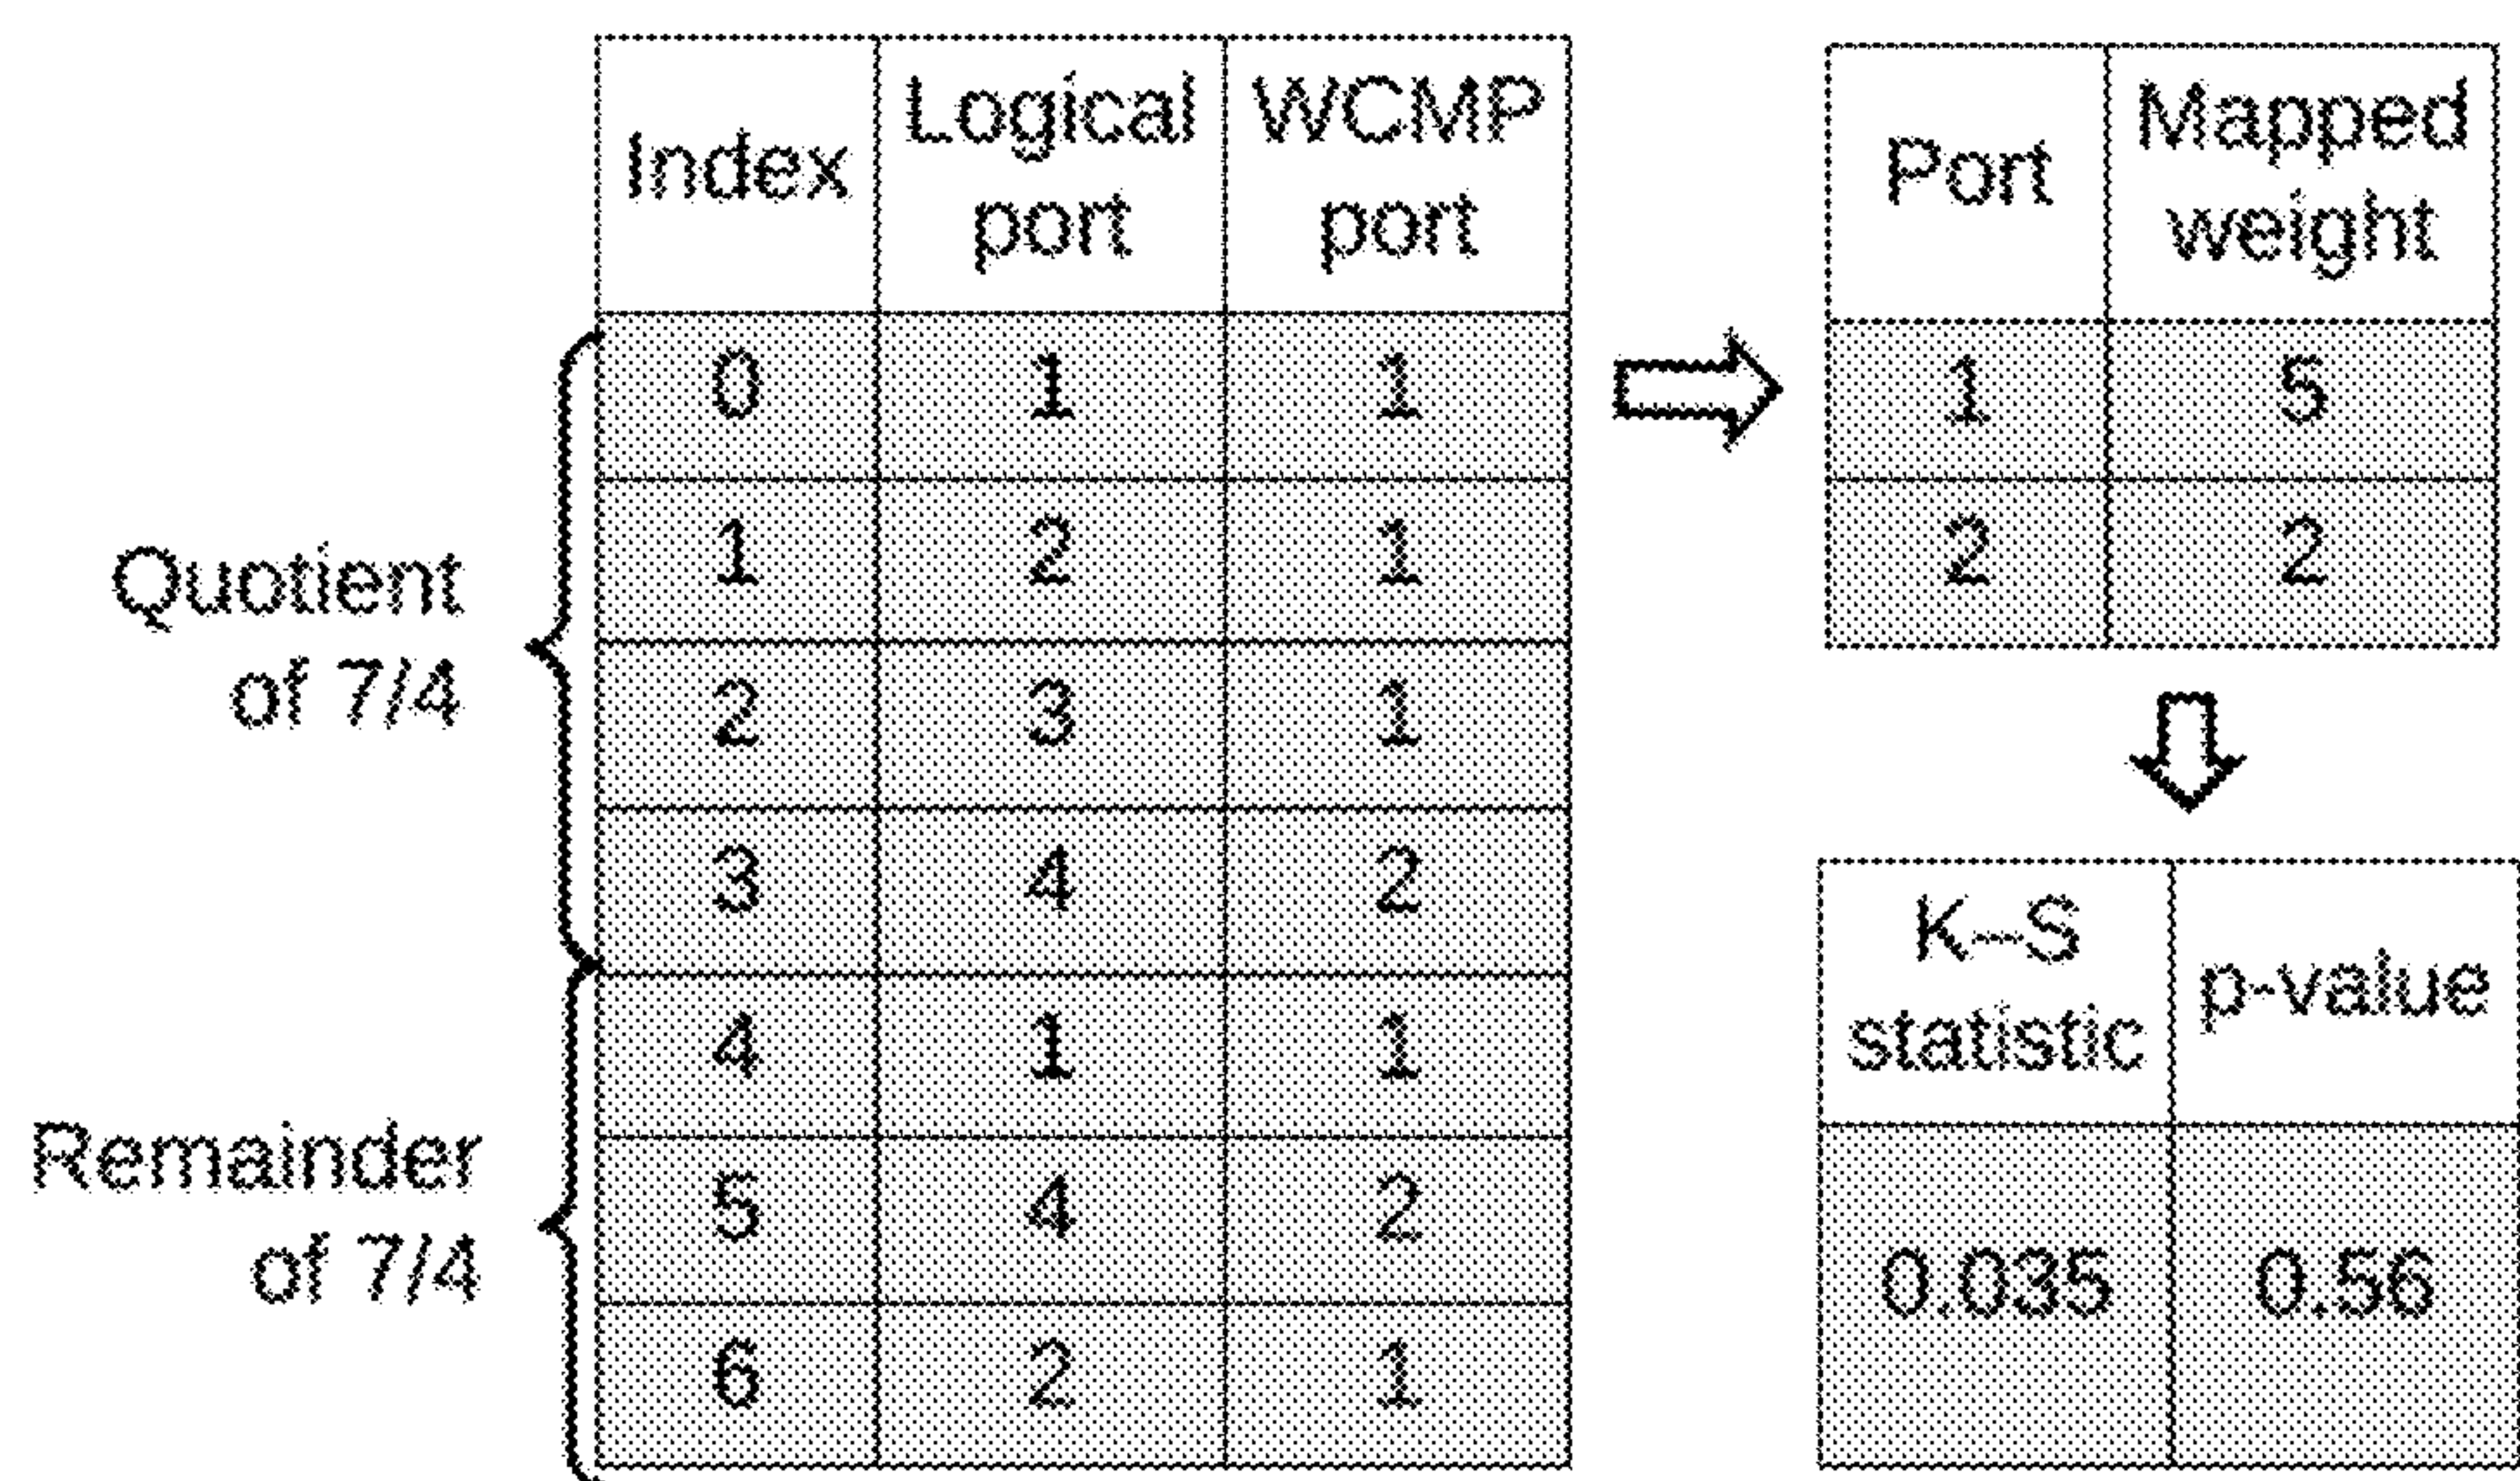 Index Logical port WCMP port
0 1 1
1 2 1
2 3 1
3 4 2
4 1 1
5 4 2
6 2 1
Quotient
of 7/4
Remainder
of 7/4
Port Mapped weight
1 5
2 2
K–S statistic p-value
0.035 0.56